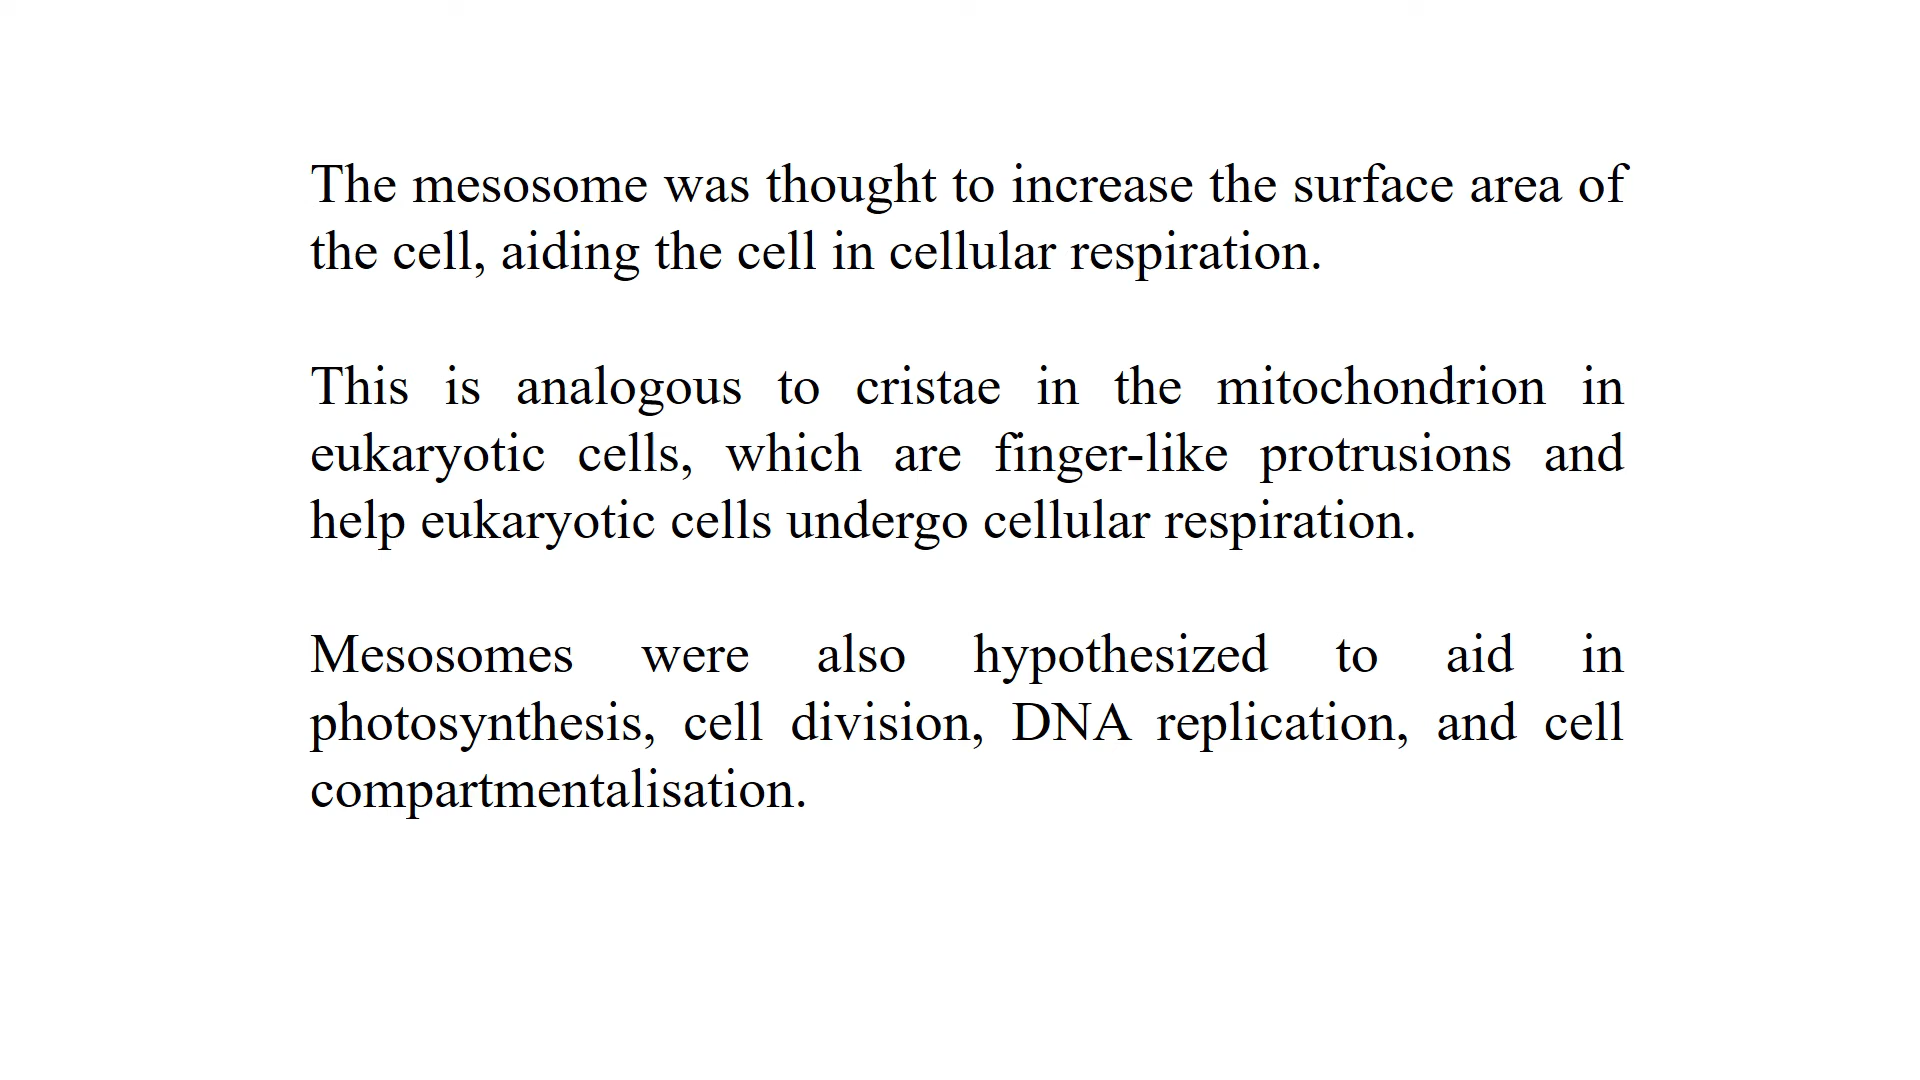 The mesosome was thought to increase the surface area of
the cell, aiding the cell in cellular respiration.
This is analogous to cristae in the mitochondrion in
eukaryotic cells, which are finger-like protrusions and
help eukaryotic cells undergo cellular respiration.
Mesosomes were also hypothesized to aid in
photosynthesis, cell division, DNA replication, and cell
compartmentalisation.